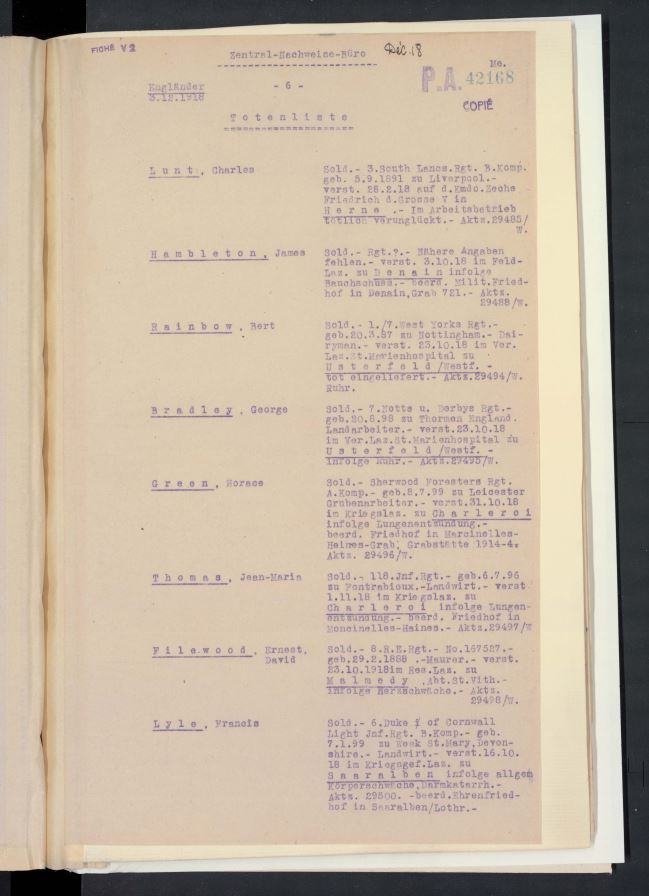 FICHÉ V2
Zentral-Nachweise-Büro
Déc. 18
Mo.
P.A. 42168
COPIÉ
Engländer
3.12.1918
- 6 -
Totenliste
Lunt, Charles
Sold.- 3.South Lancs.Rgt. B.Komp.
geb. 5.9.1891 zu Liverpool.-
verst. 28.2.18 auf d.Kmdo.Zeche
Friedrich d.Grosse V in
Herne .- Im Arbeitsbetrieb
tötlich verunglückt.- Aktz.29485/
W.
Hambleton, James
Sold.- Rgt.?.- Nähere Angaben
fehlen.- verst. 3.10.18 im Feld-
Laz. zu Denain infolge
Bauchschuss.- beerd. Milit.Fried-
hof in Denain,Grab 721.- Aktz.
29488/W.
Rainbow, Bert
Sold.- 1./7.West Yorks Rgt.-
geb.20.3.87 zu Nottingham.- Dai-
ryman.- verst. 23.10.18 im Ver.
Laz.St.Marienhospital zu
Usterfeld/Westf. -
tot eingeliefert.- Aktz.29494/W.
Ruhr.
Bradley, George
Sold.- 7.Notts u. Derbys Rgt.-
geb.20.8.98 zu Thormen England.
Landarbeiter.- verst.23.10.18
im Ver.Laz.St.Marienhospital zu
Usterfeld/Westf. -
infolge Ruhr.- Aktz.29495/W.
Green, Horace
Sold.- Sherwood Foresters Rgt.
A.Komp.- geb.8.7.99 zu Leicester
Grubenarbeiter.- verst.31.10.18
im Kriegslaz. zu Charleroi
infolge Lungenentzündung.-
beerd. Friedhof in Marcinelles-
Heines-Grab, Grabstätte 1914-4.
Aktz. 29496/W.
Thomas, Jean-Maria
Sold.- 118.Jnf.Rgt.- geb.6.7.96
zu Fontrabioux.-Landwirt.- verst
1.11.18 im Kriegslaz. zu
Charleroi infolge Lungen-
entzündung.- beerd. Friedhof in
Moncinelles-Haines.- Aktz.29497/W
Filewood, Ernest,
David
Sold.- 8.R.E.Rgt.- No.167527.-
geb.29.2.1888 .-Maurer.- verst.
23.10.1918im Res.Laz. zu
Malmedy ,Abt.St.Vith.-
infolge Herzschwäche.- Aktz.
29498/W.
Lyle, Francis
Sold.- 6.Duke of Cornwall
Light Jnf.Rgt. B.Komp.- geb.
7.1.99 zu Week St.Mary,Devon-
shire.- Landwirt.- verst.16.10.
18 im Kriegsgef.Laz. zu
Saaralben infolge allgem
Körperschwäche,Darmkatarrh.-
Aktz. 29500. -beerd.Ehrenfried-
hof in Saaralben/Lothr.-